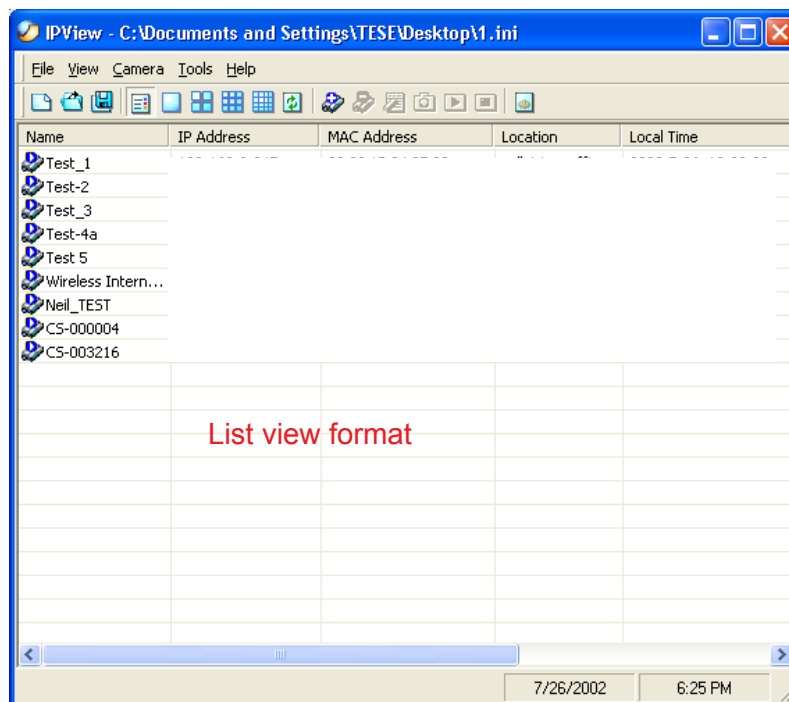 IPView - C:\Documents and Settings\TESE\Desktop\1.ini
File View Camera Tools Help
Name IP Address MAC Address Location Local Time
Test_1
Test-2
Test_3
Test-4a
Test 5
Wireless Intern...
Neil_TEST
CS-000004
CS-003216
List view format
7/26/2002 6:25 PM